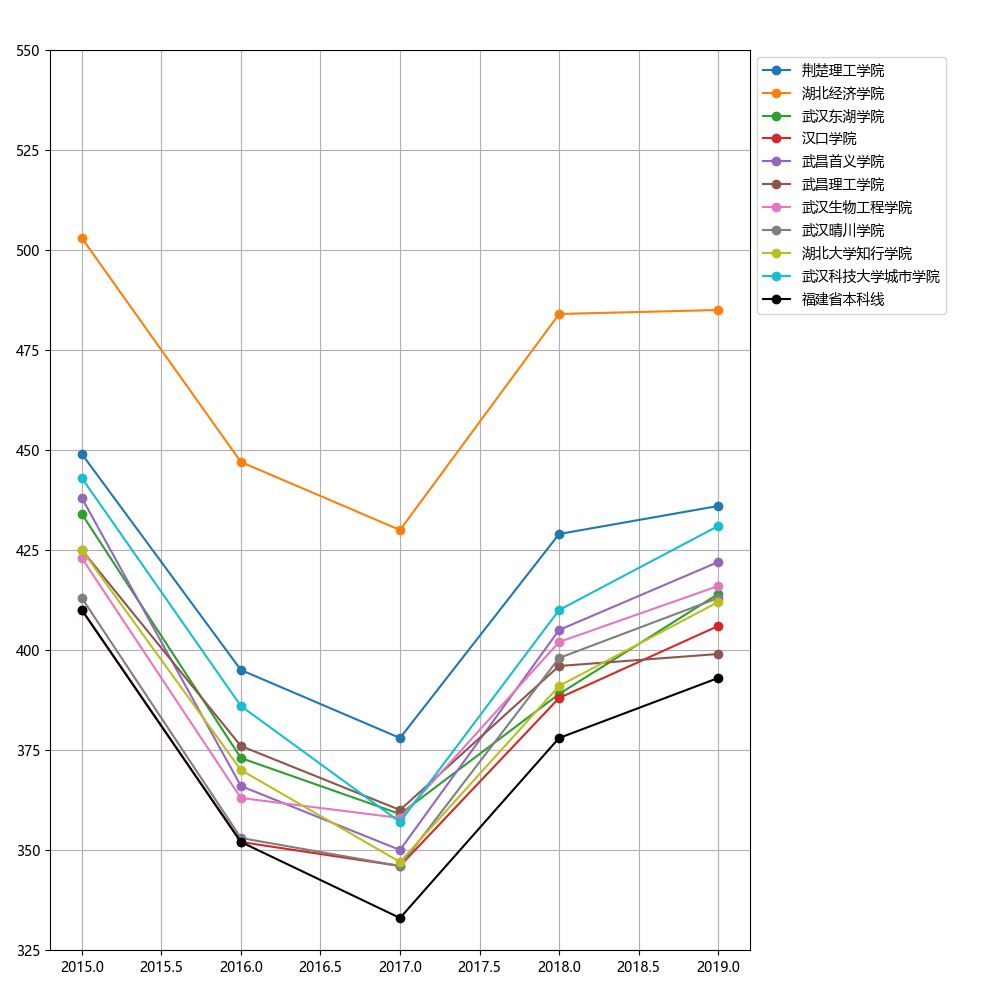 550
525
500
475
450
425
400
375
350
325
2015.0
2015.5
2016.0
2016.5
2017.0
2017.5
2018.0
2018.5
2019.0
荆楚理工学院
湖北经济学院
武汉东湖学院
汉口学院
武昌首义学院
武昌理工学院
武汉生物工程学院
武汉晴川学院
湖北大学知行学院
武汉科技大学城市学院
福建省本科线